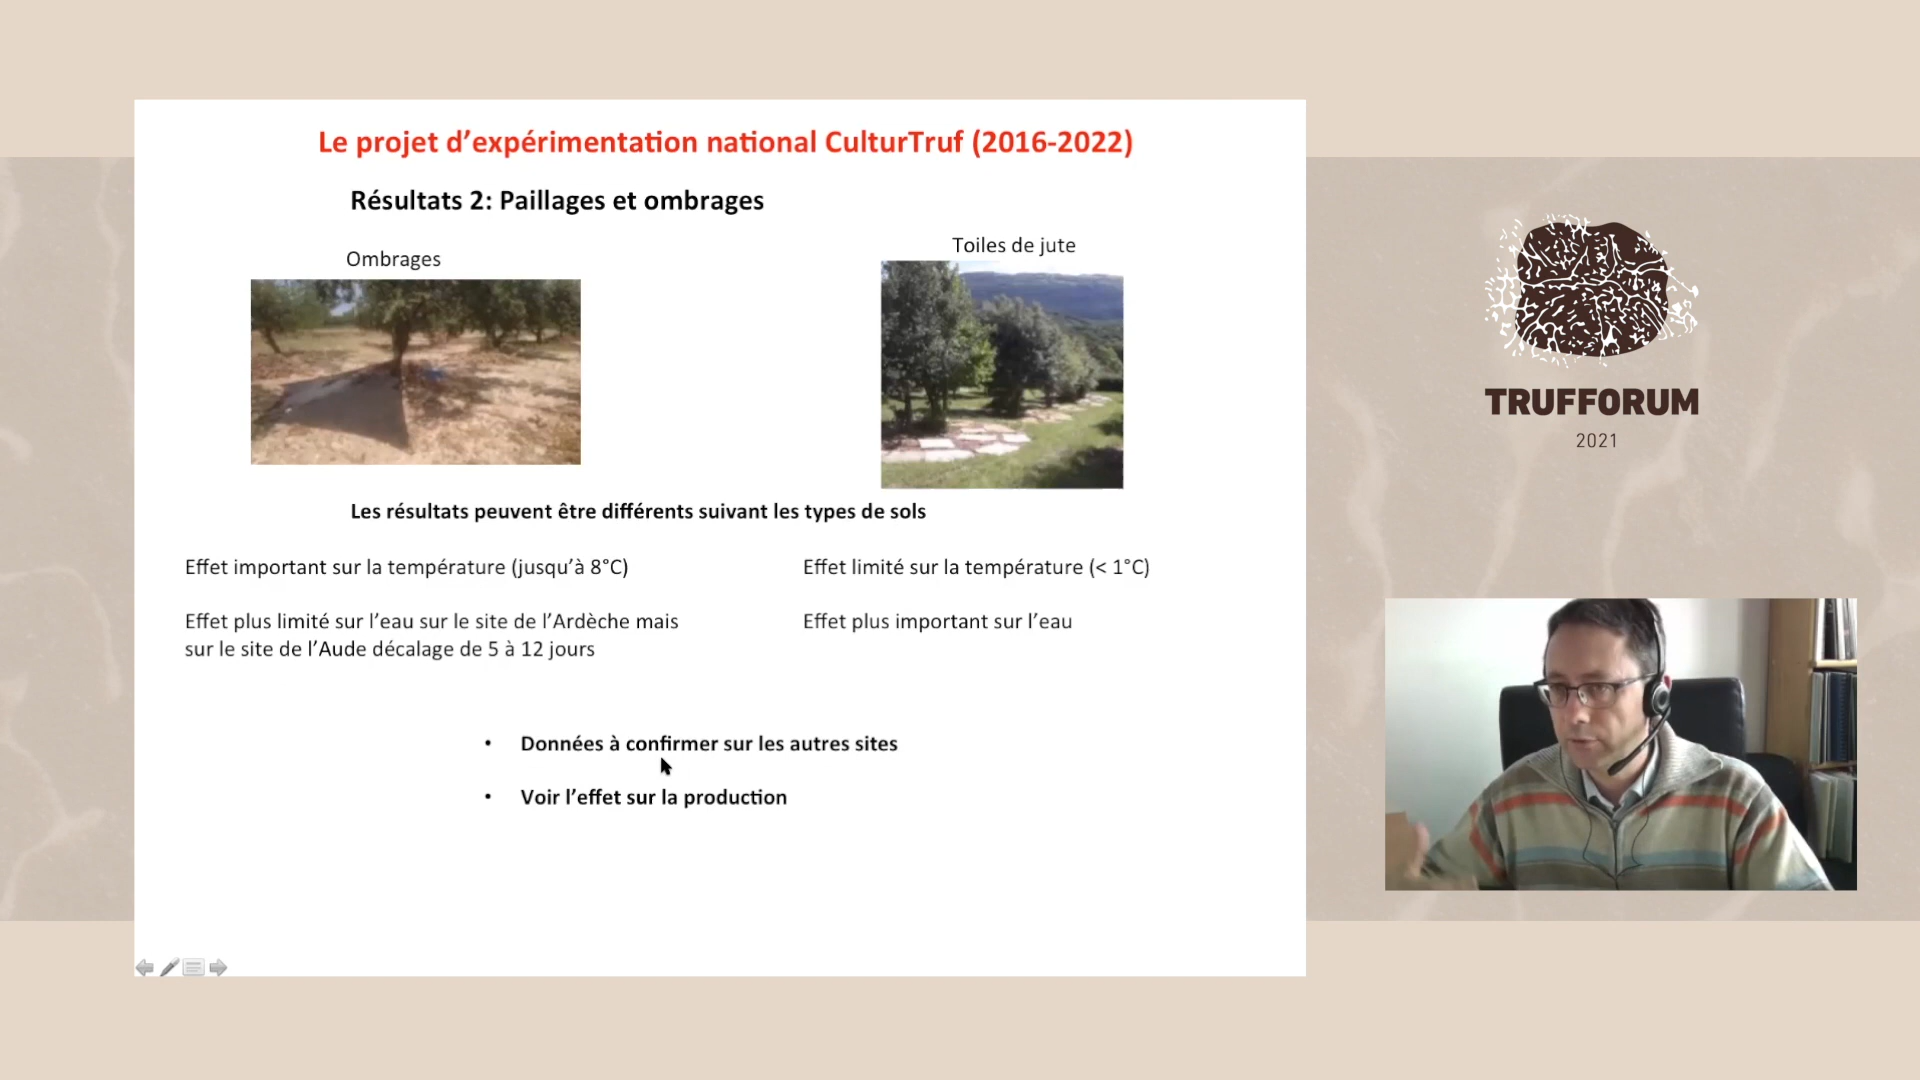 Le projet d’expérimentation national CulturTruf (2016-2022)
Résultats 2: Paillages et ombrages
Ombrages
Toiles de jute
Les résultats peuvent être différents suivant les types de sols
Effet important sur la température (jusqu’à 8°C)
Effet plus limité sur l’eau sur le site de l’Ardèche mais
sur le site de l’Aude décalage de 5 à 12 jours
Effet limité sur la température (< 1°C)
Effet plus important sur l’eau
• Données à confirmer sur les autres sites
• Voir l’effet sur la production
TRUFFORUM
2021